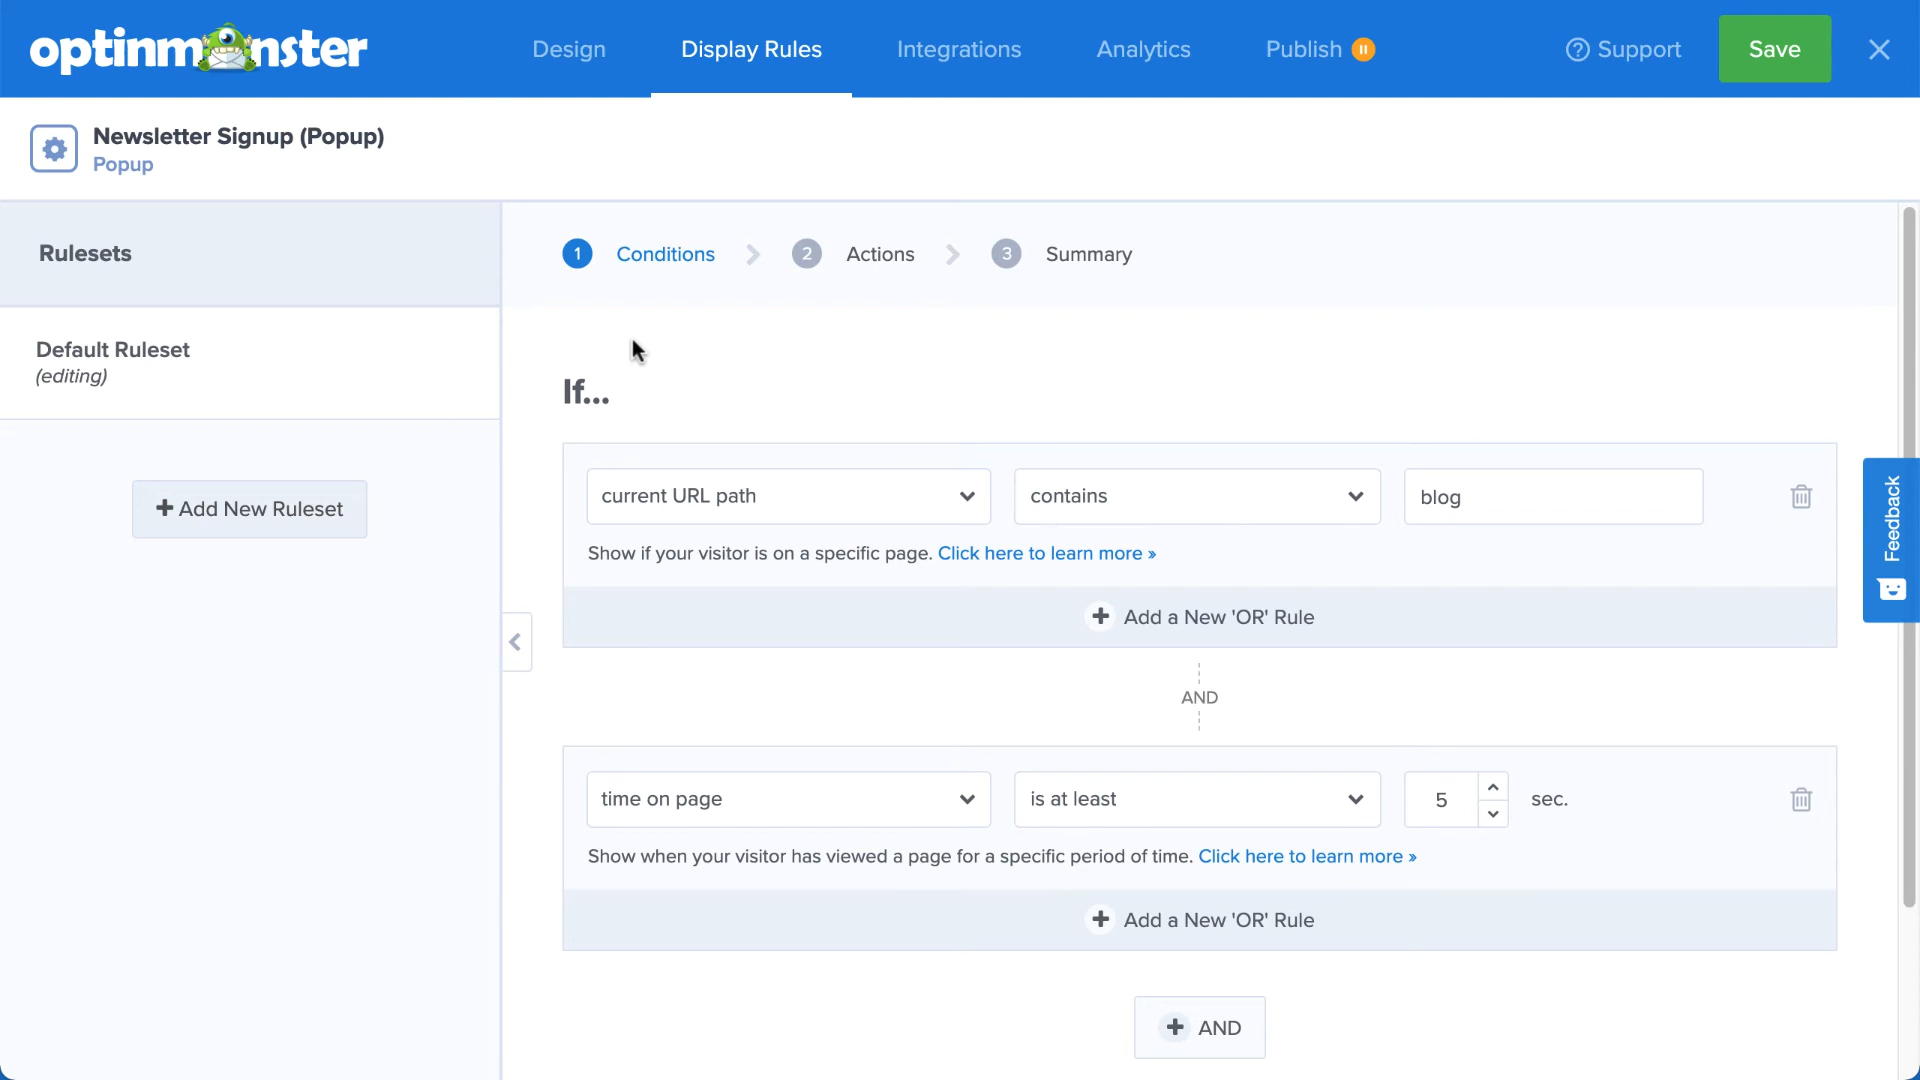 optinmonster
Design
Display Rules
Integrations
Analytics
Publish
Support
Save
Newsletter Signup (Popup)
Popup
Rulesets
1 Conditions
2 Actions
3 Summary
Default Ruleset
(editing)
Add New Ruleset
If...
current URL path
contains
blog
Show if your visitor is on a specific page. Click here to learn more »
Add a New 'OR' Rule
AND
time on page
is at least
5
sec.
Show when your visitor has viewed a page for a specific period of time. Click here to learn more »
Add a New 'OR' Rule
AND
Feedback